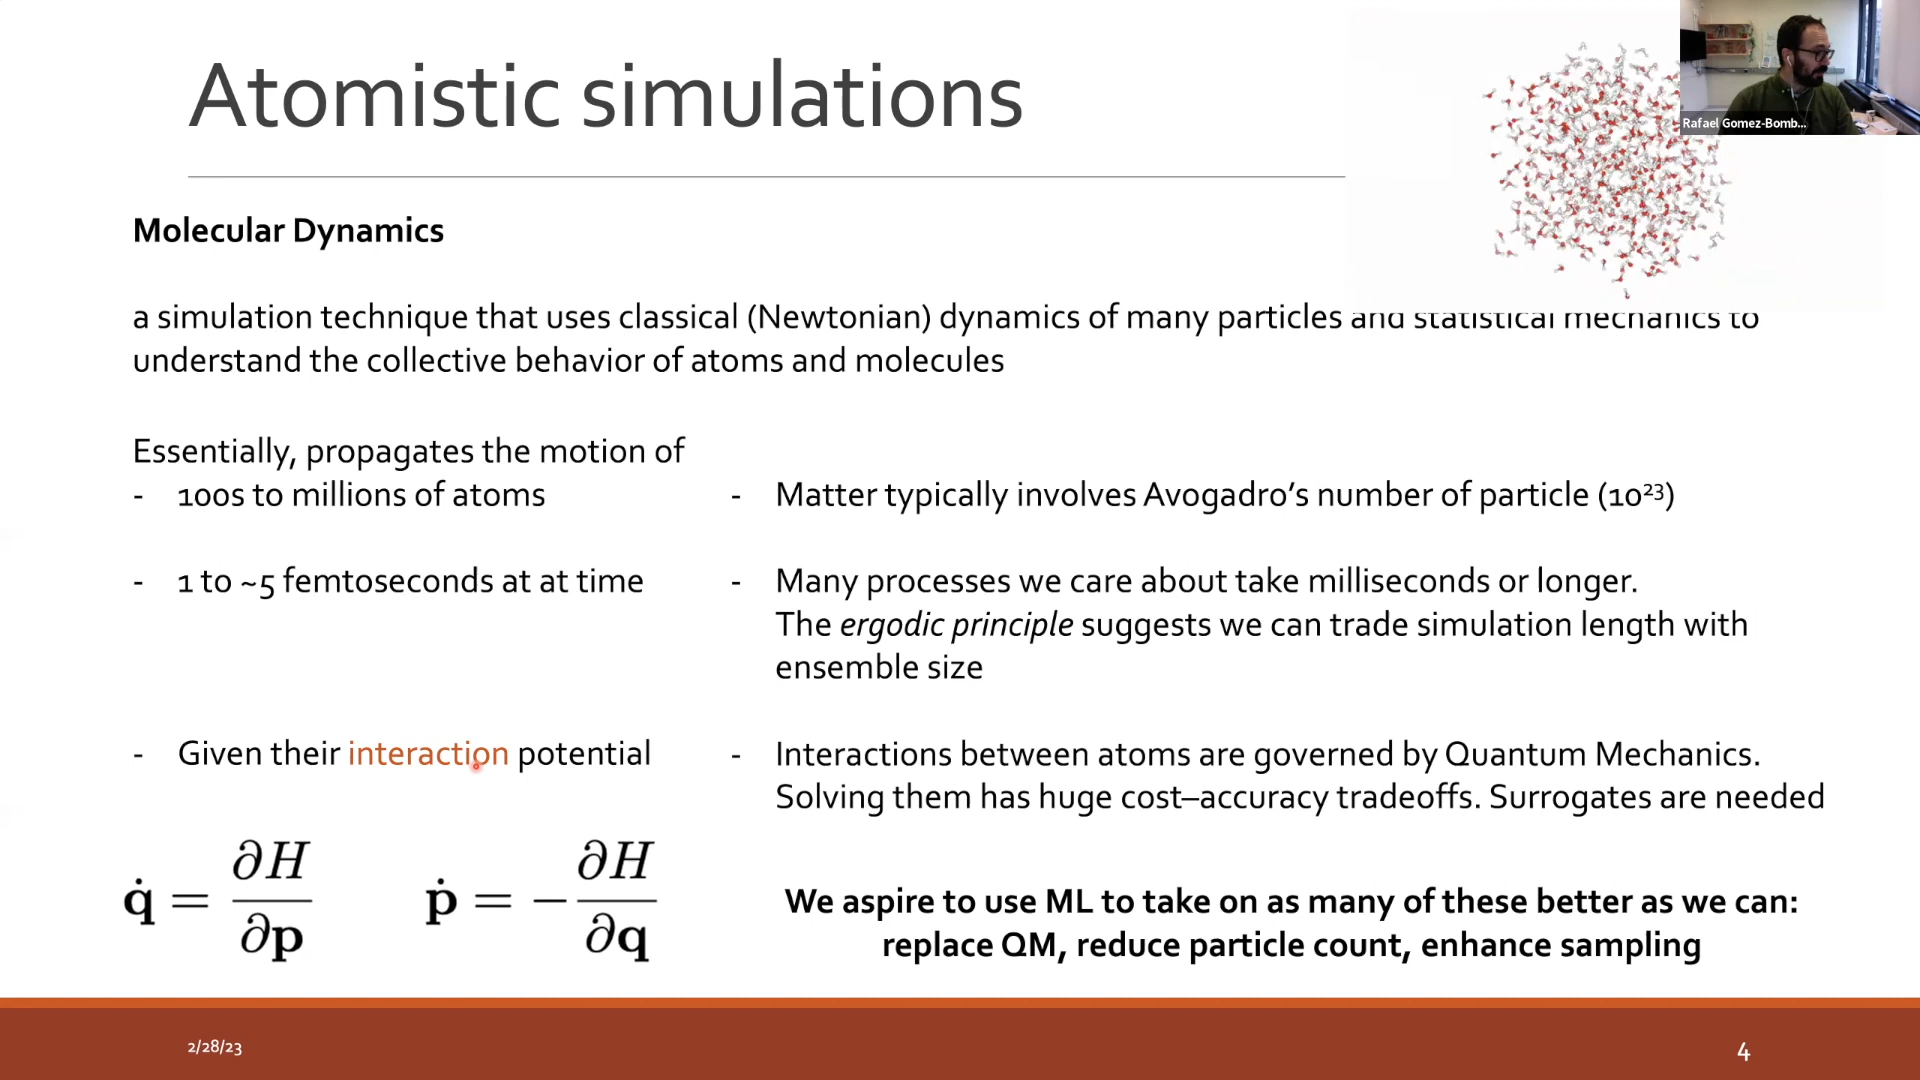 Atomistic simulations
Rafael Gomez-Bomb...
Molecular Dynamics
a simulation technique that uses classical (Newtonian) dynamics of many particles and statistical mechanics to
understand the collective behavior of atoms and molecules
Essentially, propagates the motion of
- 100s to millions of atoms
- Matter typically involves Avogadro’s number of particle (10²³)
- 1 to ~5 femtoseconds at at time
- Many processes we care about take milliseconds or longer.
The ergodic principle suggests we can trade simulation length with
ensemble size
- Given their interaction potential
- Interactions between atoms are governed by Quantum Mechanics.
Solving them has huge cost–accuracy tradeoffs. Surrogates are needed
q̇ = ∂H/∂p
ṗ = −∂H/∂q
We aspire to use ML to take on as many of these better as we can:
replace QM, reduce particle count, enhance sampling
2/28/23
4